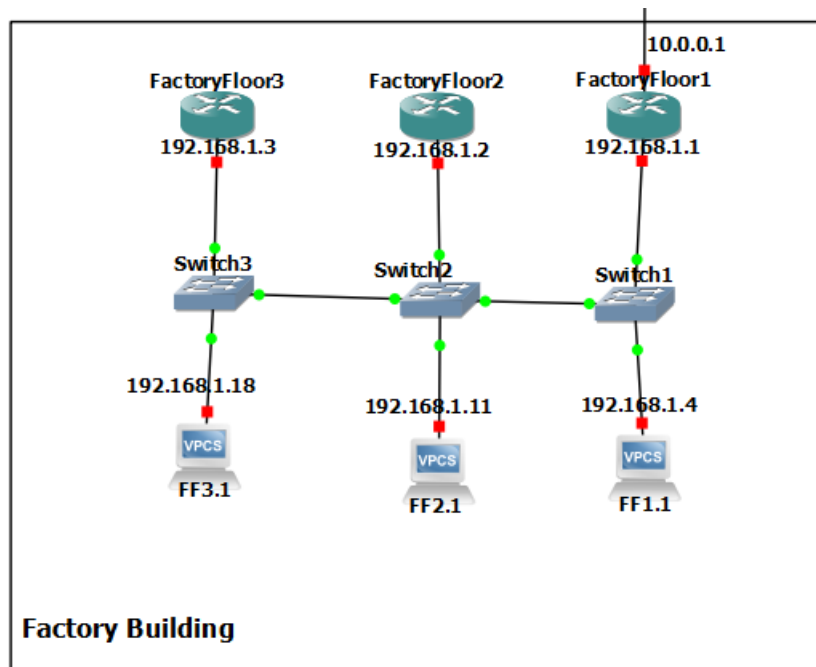 10.0.0.1
FactoryFloor3
FactoryFloor2
FactoryFloor1
192.168.1.3
192.168.1.2
192.168.1.1
Switch3
Switch2
Switch1
192.168.1.18
192.168.1.11
192.168.1.4
VPCS
VPCS
VPCS
FF3.1
FF2.1
FF1.1
Factory Building